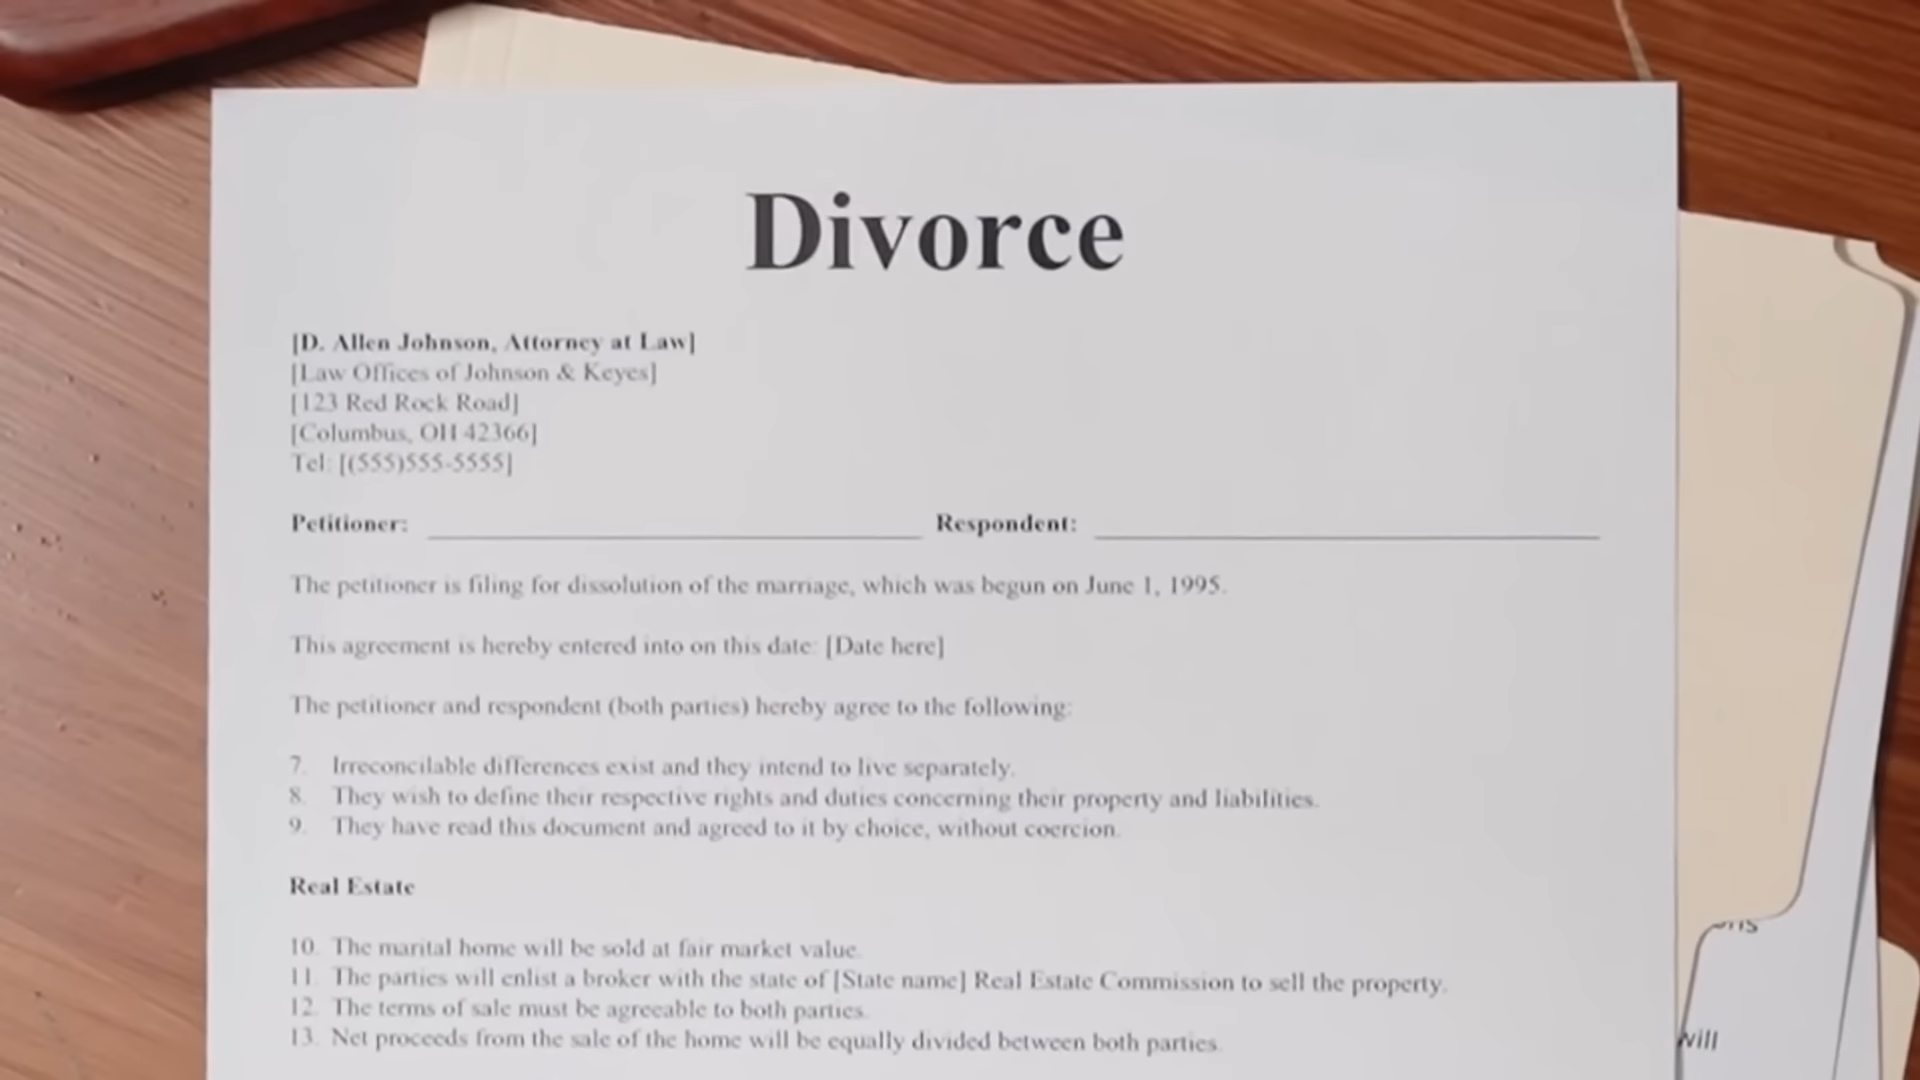 Divorce
[D. Allen Johnson, Attorney at Law]
[Law Offices of Johnson & Keyes]
[123 Red Rock Road]
[Columbus, OH 42366]
Tel: [(555)555-5555]
Petitioner: Respondent:
The petitioner is filing for dissolution of the marriage, which was begun on June 1, 1995.
This agreement is hereby entered into on this date: [Date here]
The petitioner and respondent (both parties) hereby agree to the following:
7. Irreconcilable differences exist and they intend to live separately.
8. They wish to define their respective rights and duties concerning their property and liabilities.
9. They have read this document and agreed to it by choice, without coercion.
Real Estate
10. The marital home will be sold at fair market value.
11. The parties will enlist a broker with the state of [State name] Real Estate Commission to sell the property.
12. The terms of sale must be agreeable to both parties.
13. Net proceeds from the sale of the home will be equally divided between both parties.
will